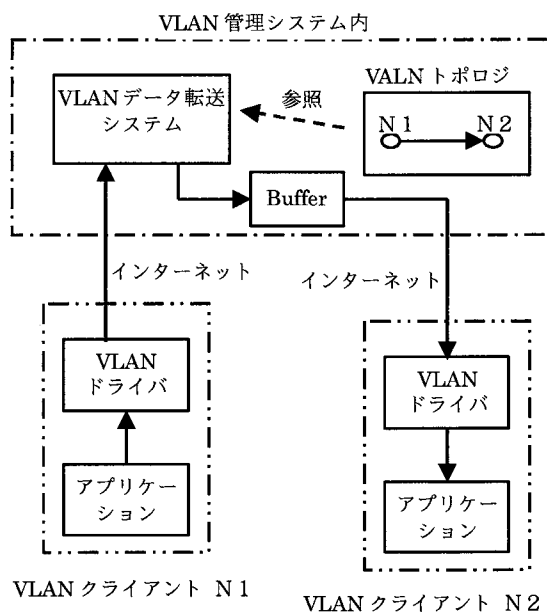 VLAN 管理システム内
VLANデータ転送
システム
参照
VALN トポロジ
N1
N2
Buffer
インターネット
インターネット
VLAN
ドライバ
アプリケー
ション
VLAN クライアント N1
VLAN
ドライバ
アプリケー
ション
VLAN クライアント N2